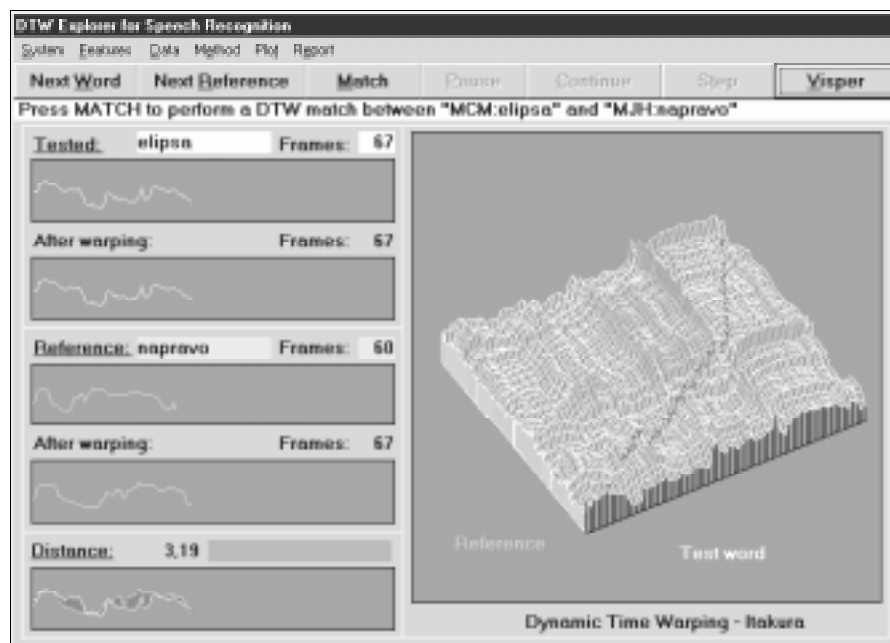 DTW Explorer for Speech Recognition
System Features Data Method Plot Report
Next Word Next Reference Match Pause Continue Step Visper
Press MATCH to perform a DTW match between "MCM:elipsa" and "MJH:napravo"
Tested: elipsa Frames: 67
After warping: Frames: 67
Reference: napravo Frames: 60
After warping: Frames: 67
Distance: 3,19
Reference
Test word
Dynamic Time Warping - Itakura